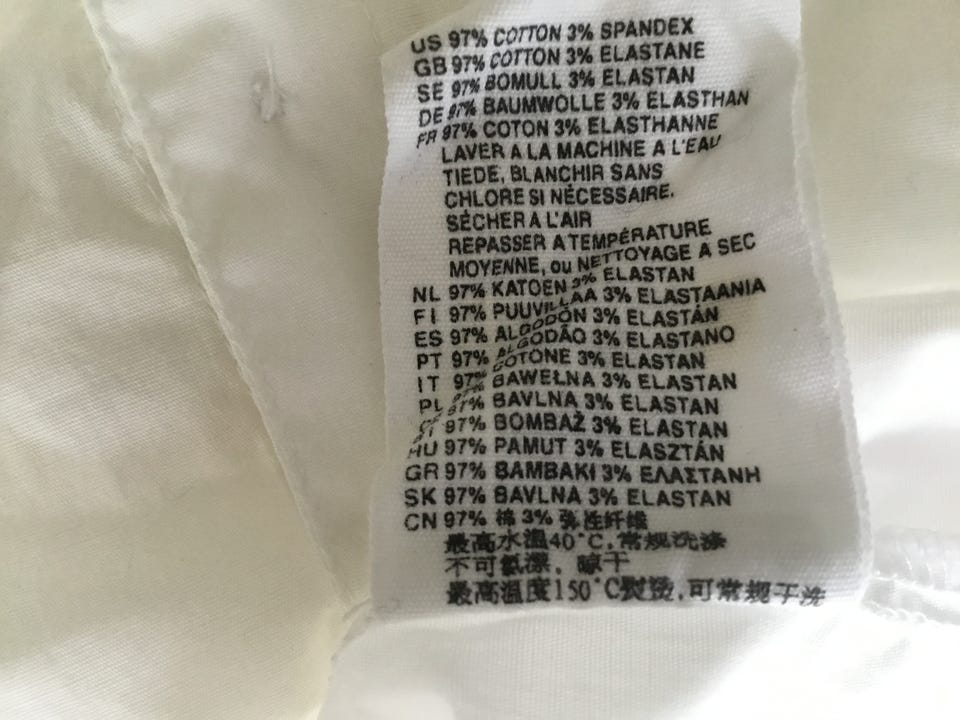 US 97% COTTON 3% SPANDEX
GB 97% COTTON 3% ELASTANE
SE 97% BOMULL 3% ELASTAN
DE 97% BAUMWOLLE 3% ELASTHAN
FR 97% COTON 3% ELASTHANNE
LAVER A LA MACHINE A L'EAU
TIEDE, BLANCHIR SANS
CHLORE SI NÉCESSAIRE.
SÉCHER A L'AIR
REPASSER A TEMPÉRATURE
MOYENNE, ou NETTOYAGE A SEC
NL 97% KATOEN 3% ELASTAN
FI 97% PUUVILLAA 3% ELASTAANIA
ES 97% ALGODÓN 3% ELASTÁN
PT 97% ALGODÃO 3% ELASTANO
IT 97% COTONE 3% ELASTAN
PL 97% BAWEŁNA 3% ELASTAN
97% BAVLNA 3% ELASTAN
97% BOMBAŽ 3% ELASTAN
HU 97% PAMUT 3% ELASZTÁN
GR 97% BAMBAKI 3% ΕΛΑΣΤΑΝΗ
SK 97% BAVLNA 3% ELASTAN
CN 97% 棉 3% 弹性纤维
最高水温40°C,常规洗涤
不可氯漂,晾干
最高温度150°C熨烫,可常规干洗